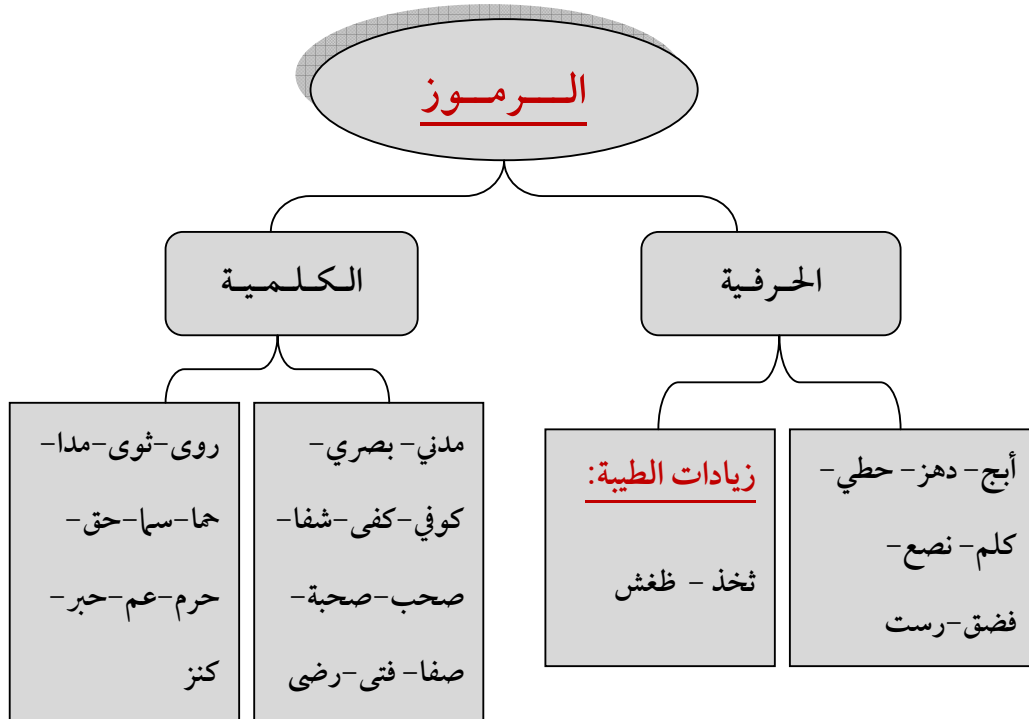 الـــرمـــوز
الحـرفـية
الـكـلـمـيـة
أبج- دهز- حطي-
كلم- نصع-
فضق-رست
زيادات الطيبة:
ثخذ - ظغش
مدني- بصري-
كوفي-كفى-شفا-
صحب-صحبة-
صفا- فتى-رضى
روى-ثوى-مدا-
حما-سما-حق-
حرم-عم-حبر-
كنز